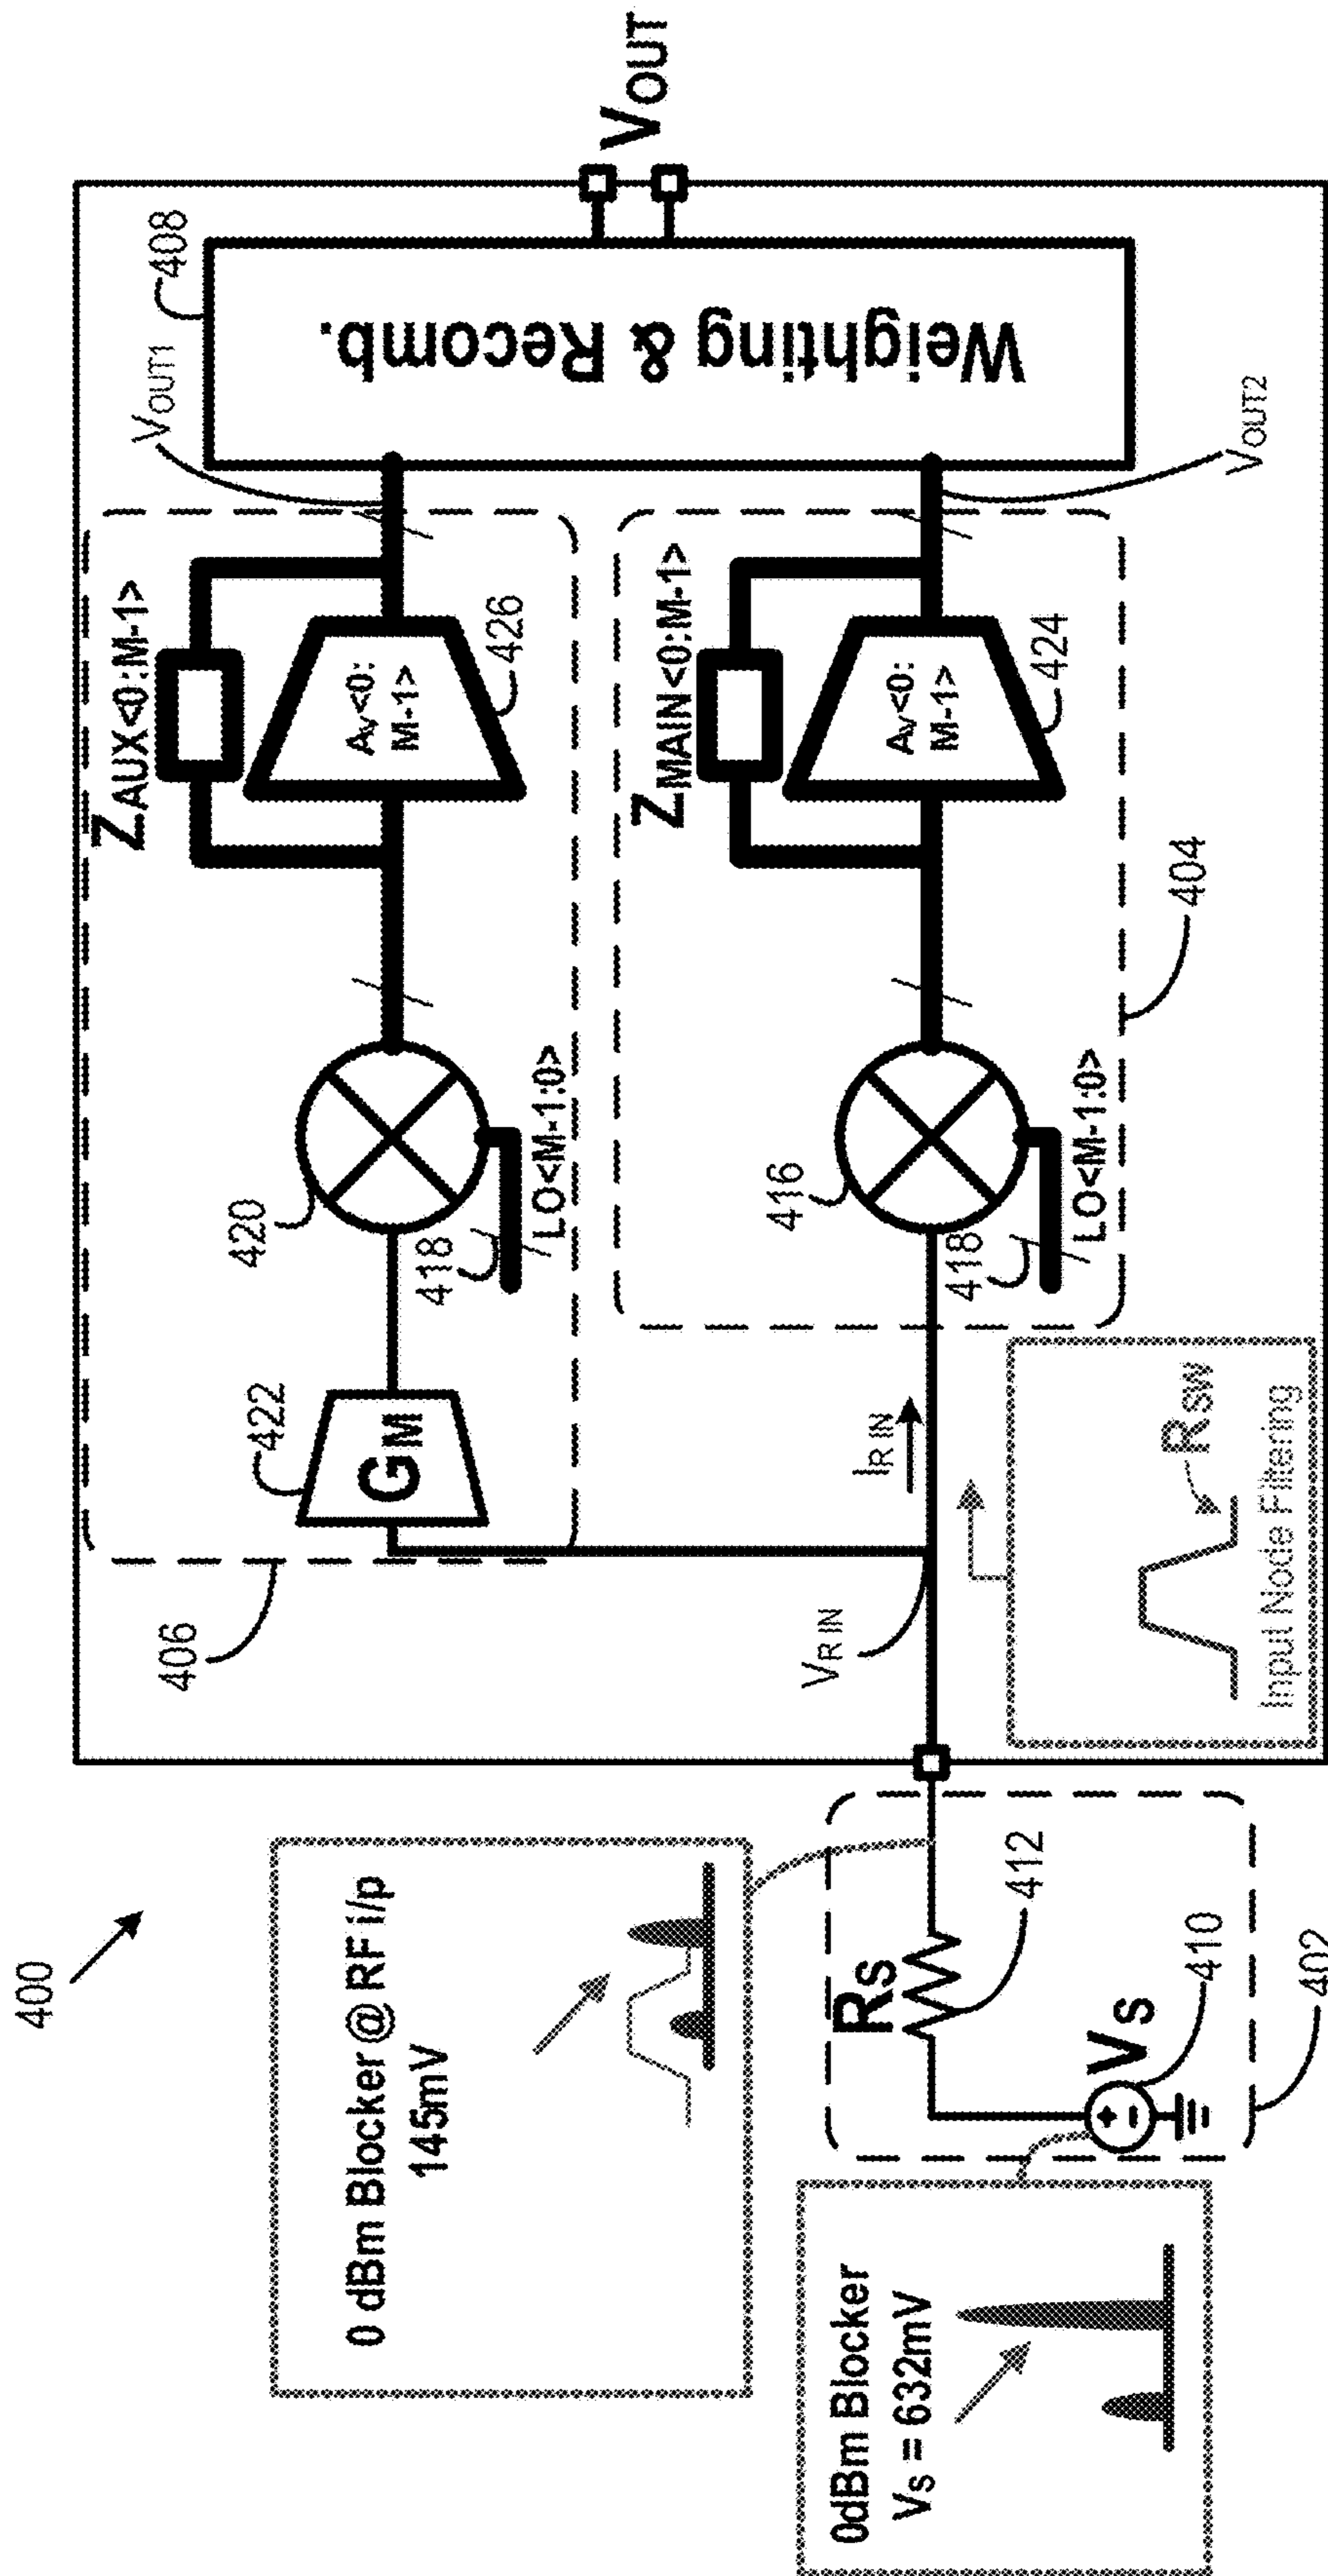 400
0 dBm Blocker @ RF i/p
145mV
0dBm Blocker
VS = 632mV
RS
412
VS
410
402
406
422
GM
420
418
LO<M-1:0>
ZAUX<0:M-1>
AV<0:
M-1>
426
VOUT1
408
Weighting & Recomb.
VOUT
VR IN
IR IN
416
418
LO<M-1:0>
ZMAIN<0:M-1>
AV<0:
M-1>
424
404
VOUT2
RSW
Input Node Filtering